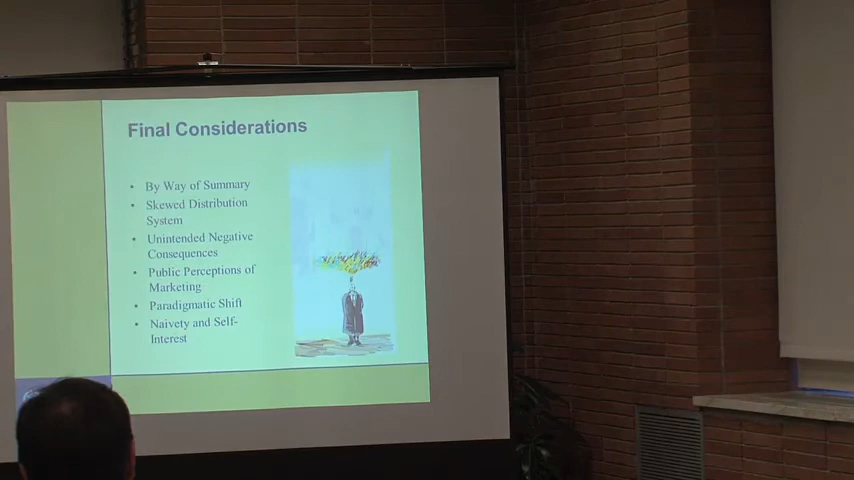 Final Considerations
• By Way of Summary
• Skewed Distribution
System
• Unintended Negative
Consequences
• Public Perceptions of
Marketing
• Paradigmatic Shift
• Naivety and Self-
Interest